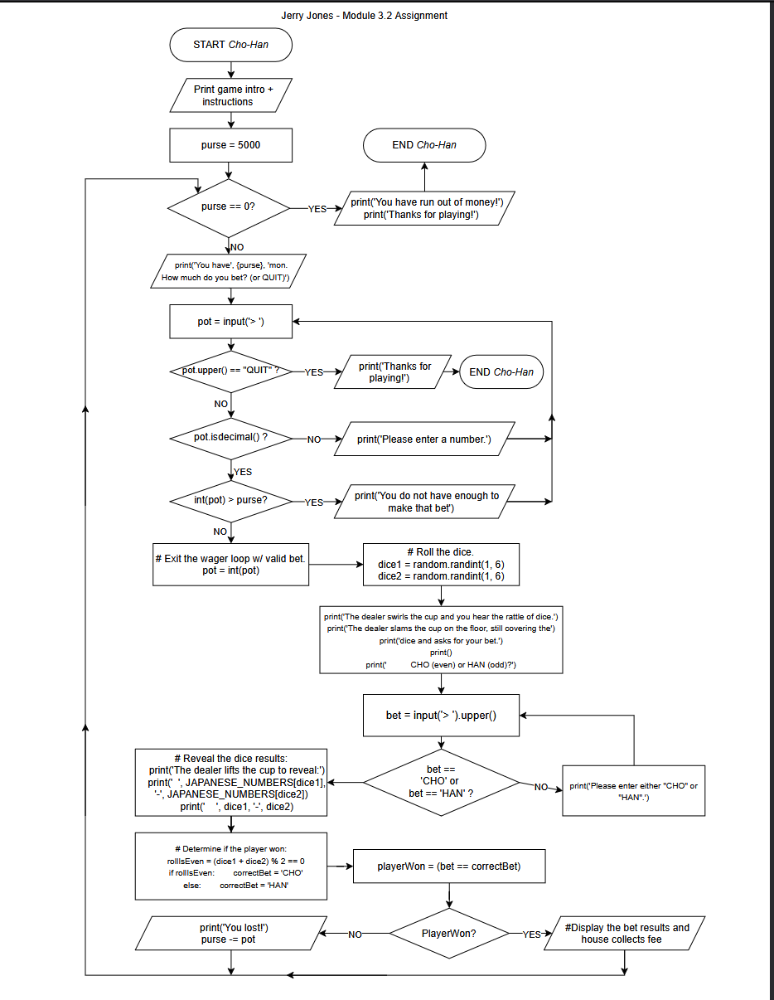 Jerry Jones - Module 3.2 Assignment
START Cho-Han
Print game intro +
instructions
purse = 5000
END Cho-Han
purse == 0?
YES
print('You have run out of money!')
print('Thanks for playing!')
NO
print('You have', {purse}, 'mon.
How much do you bet? (or QUIT)')
pot = input('> ')
pot.upper() == "QUIT" ?
YES
print('Thanks for
playing!')
END Cho-Han
NO
pot.isdecimal() ?
NO
print('Please enter a number.')
YES
int(pot) > purse?
YES
print('You do not have enough to
make that bet')
NO
# Exit the wager loop w/ valid bet.
pot = int(pot)
# Roll the dice.
dice1 = random.randint(1, 6)
dice2 = random.randint(1, 6)
print('The dealer swirls the cup and you hear the rattle of dice.')
print('The dealer slams the cup on the floor, still covering the')
print('dice and asks for your bet.')
print()
print('          CHO (even) or HAN (odd)?')
bet = input('> ').upper()
bet ==
'CHO' or
bet == 'HAN' ?
NO
print('Please enter either "CHO" or
"HAN".')
# Reveal the dice results:
print('The dealer lifts the cup to reveal:')
print('  ', JAPANESE_NUMBERS[dice1],
'-', JAPANESE_NUMBERS[dice2])
print('    ', dice1, '-', dice2)
# Determine if the player won:
rollIsEven = (dice1 + dice2) % 2 == 0
if rollIsEven:       correctBet = 'CHO'
else:       correctBet = 'HAN'
playerWon = (bet == correctBet)
PlayerWon?
NO
print('You lost!')
purse -= pot
YES
#Display the bet results and
house collects fee